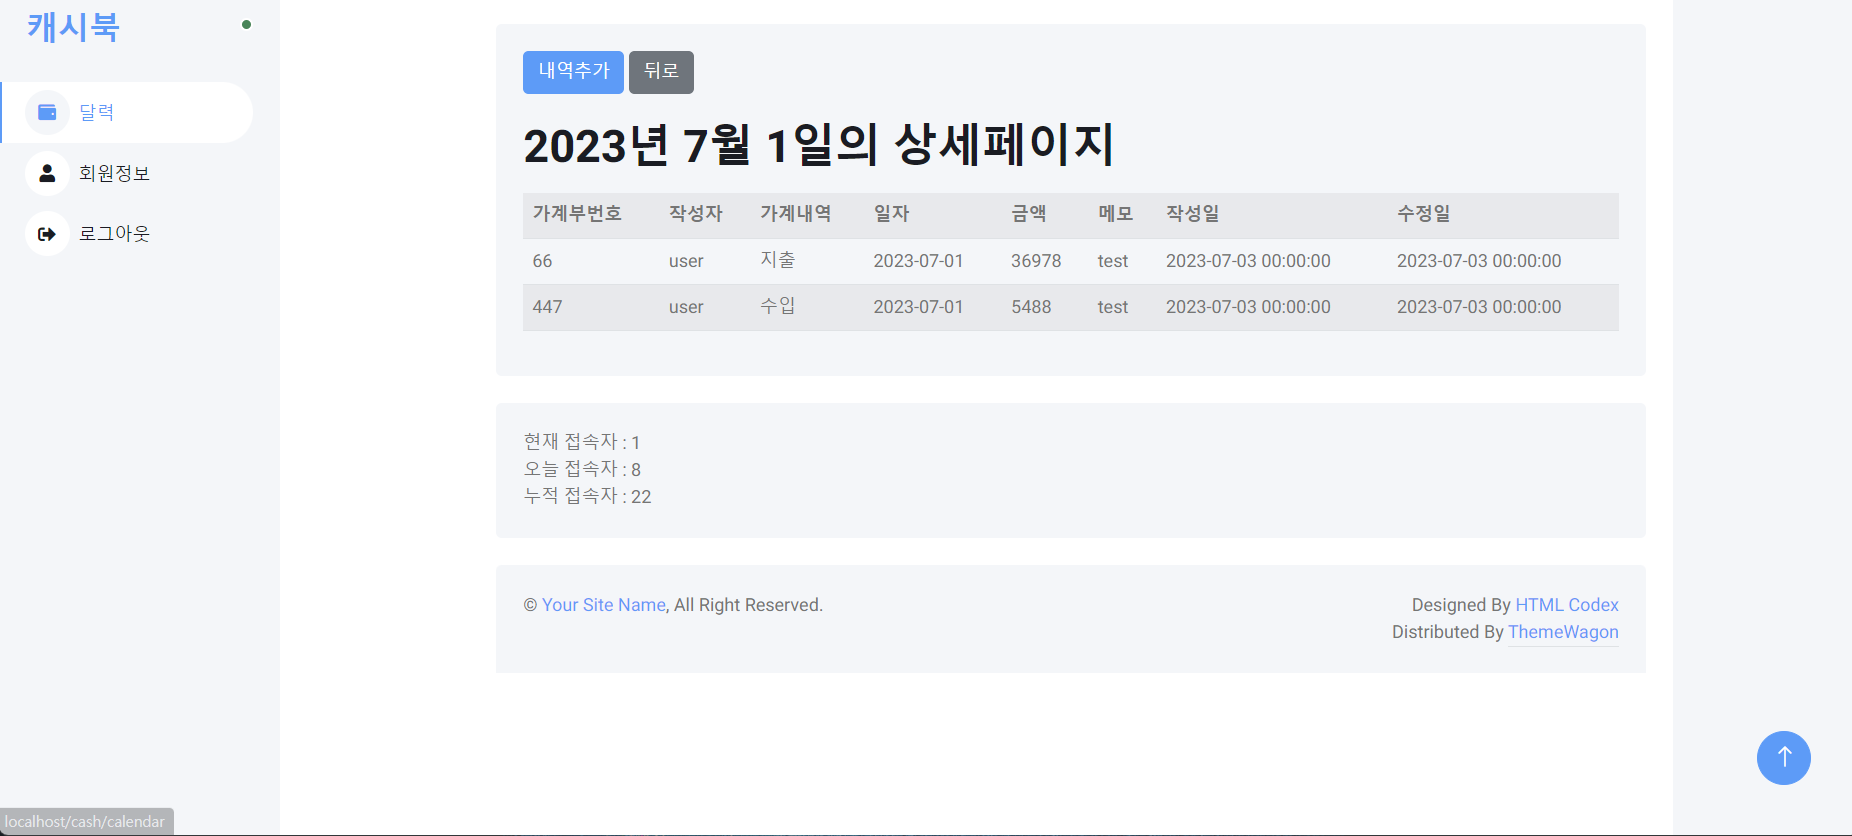 캐시북
달력
회원정보
로그아웃
내역추가 뒤로
2023년 7월 1일의 상세페이지
가계부번호 작성자 가계내역 일자 금액 메모 작성일 수정일
66 user 지출 2023-07-01 36978 test 2023-07-03 00:00:00 2023-07-03 00:00:00
447 user 수입 2023-07-01 5488 test 2023-07-03 00:00:00 2023-07-03 00:00:00
현재 접속자 : 1
오늘 접속자 : 8
누적 접속자 : 22
© Your Site Name, All Right Reserved.
Designed By HTML Codex
Distributed By ThemeWagon
localhost/cash/calendar